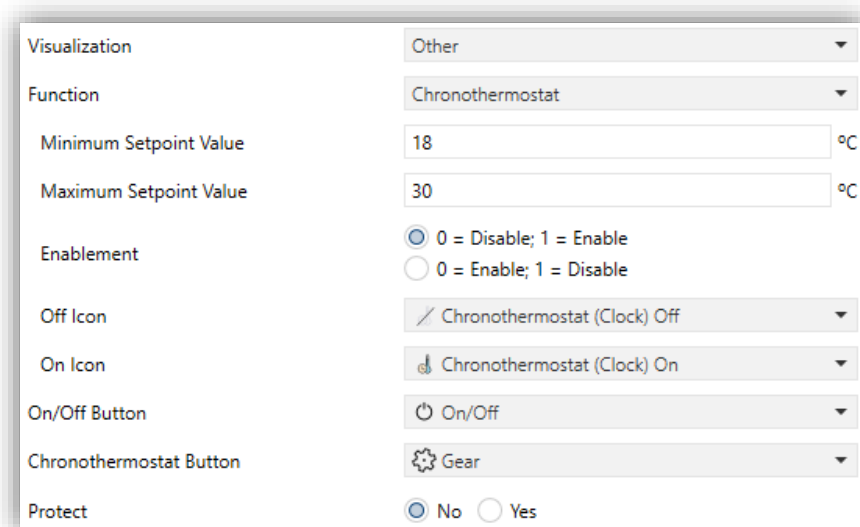 Visualization Other
Function Chronothermostat
Minimum Setpoint Value 18 ºC
Maximum Setpoint Value 30 ºC
Enablement
0 = Disable; 1 = Enable
0 = Enable; 1 = Disable
Off Icon Chronothermostat (Clock) Off
On Icon Chronothermostat (Clock) On
On/Off Button On/Off
Chronothermostat Button Gear
Protect No Yes